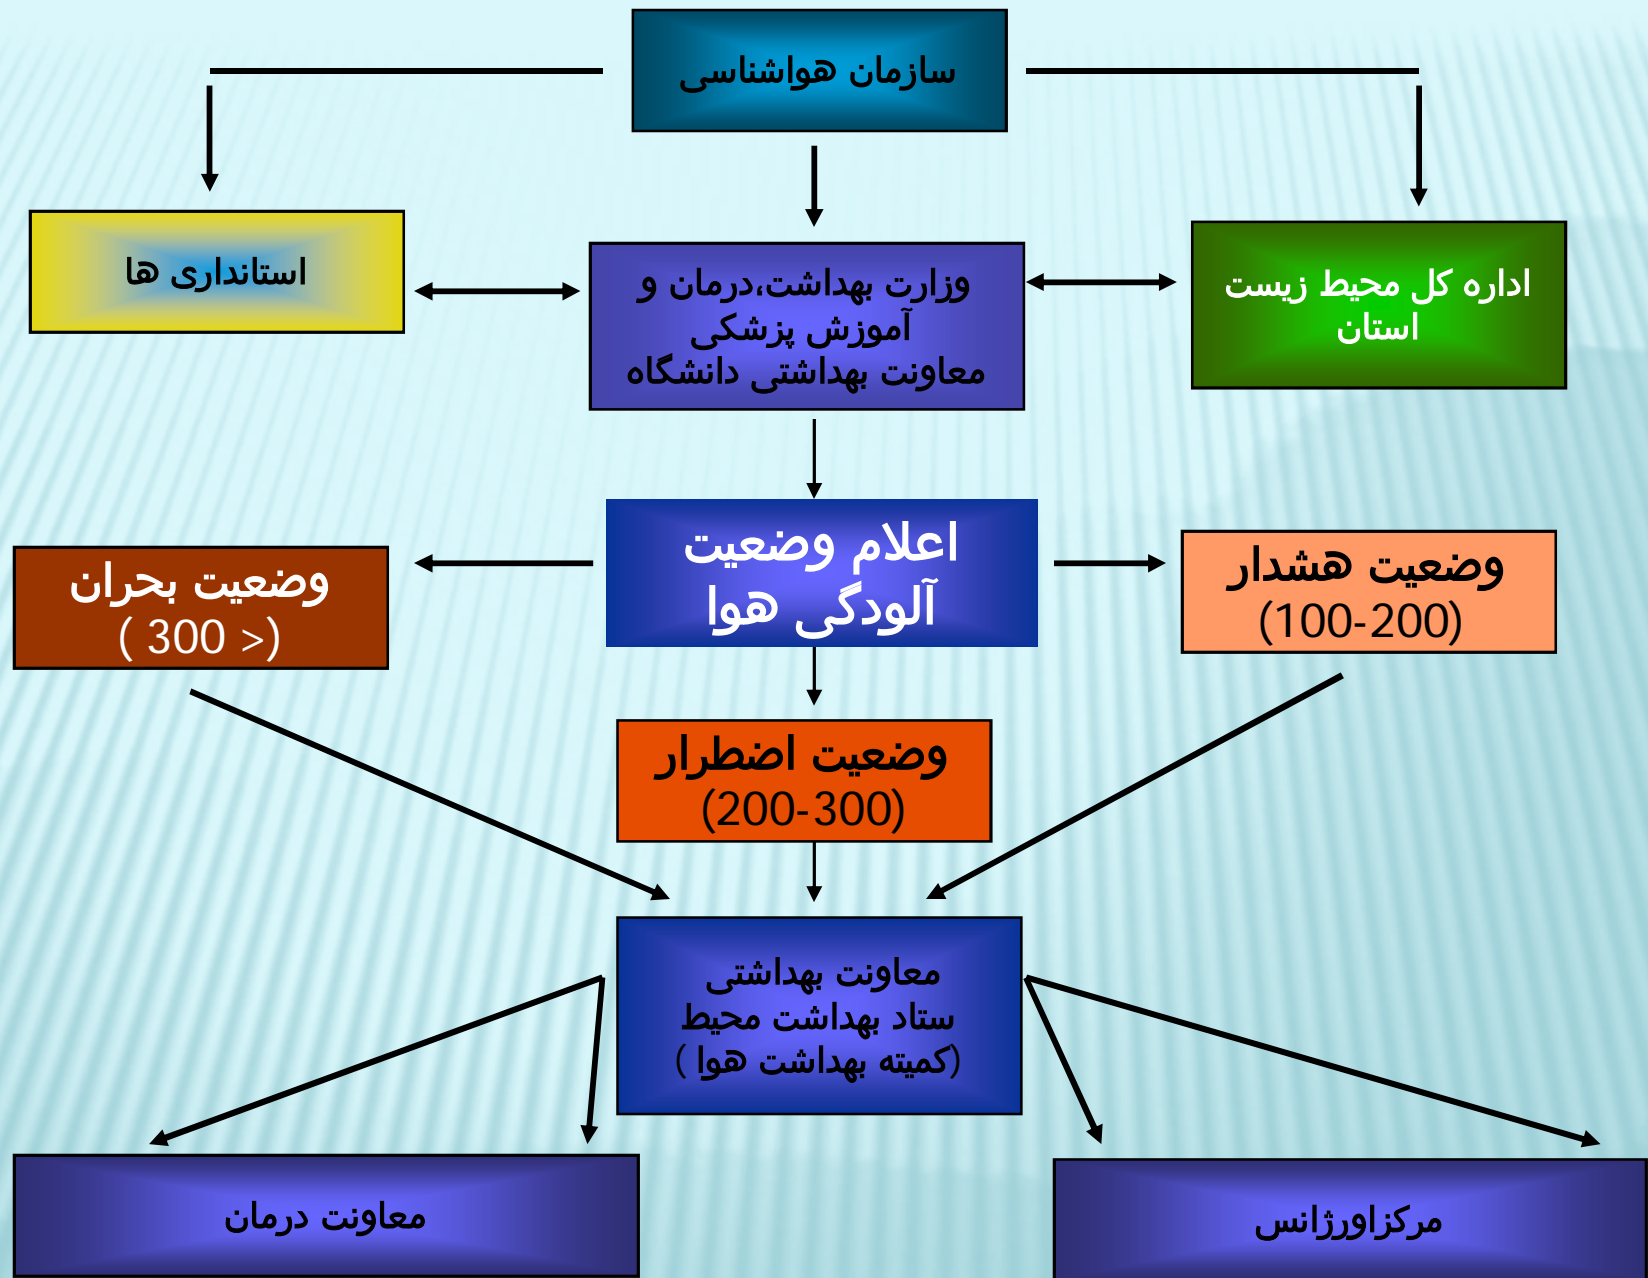 سازمان هواشناسی
اداره کل محیط زیست
استان
وزارت بهداشت،درمان و
آموزش پزشکی
معاونت بهداشتی دانشگاه
استانداری ها
وضعیت هشدار
(100-200)
اعلام وضعیت
آلودگی هوا
وضعیت بحران
(< 300 )
وضعیت اضطرار
(200-300)
معاونت بهداشتی
ستاد بهداشت محیط
(کمیته بهداشت هوا )
مرکزاورژانس
معاونت درمان